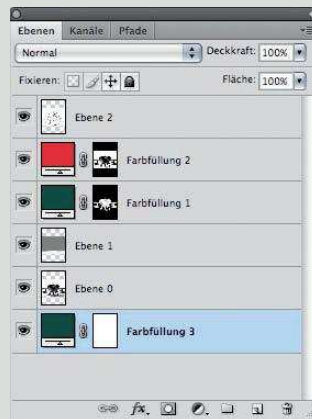 Ebenen Kanäle Pfade
Normal Deckkraft: 100%
Fixieren: Fläche: 100%
Ebene 2
Farbfüllung 2
Farbfüllung 1
Ebene 1
Ebene 0
Farbfüllung 3
fx.